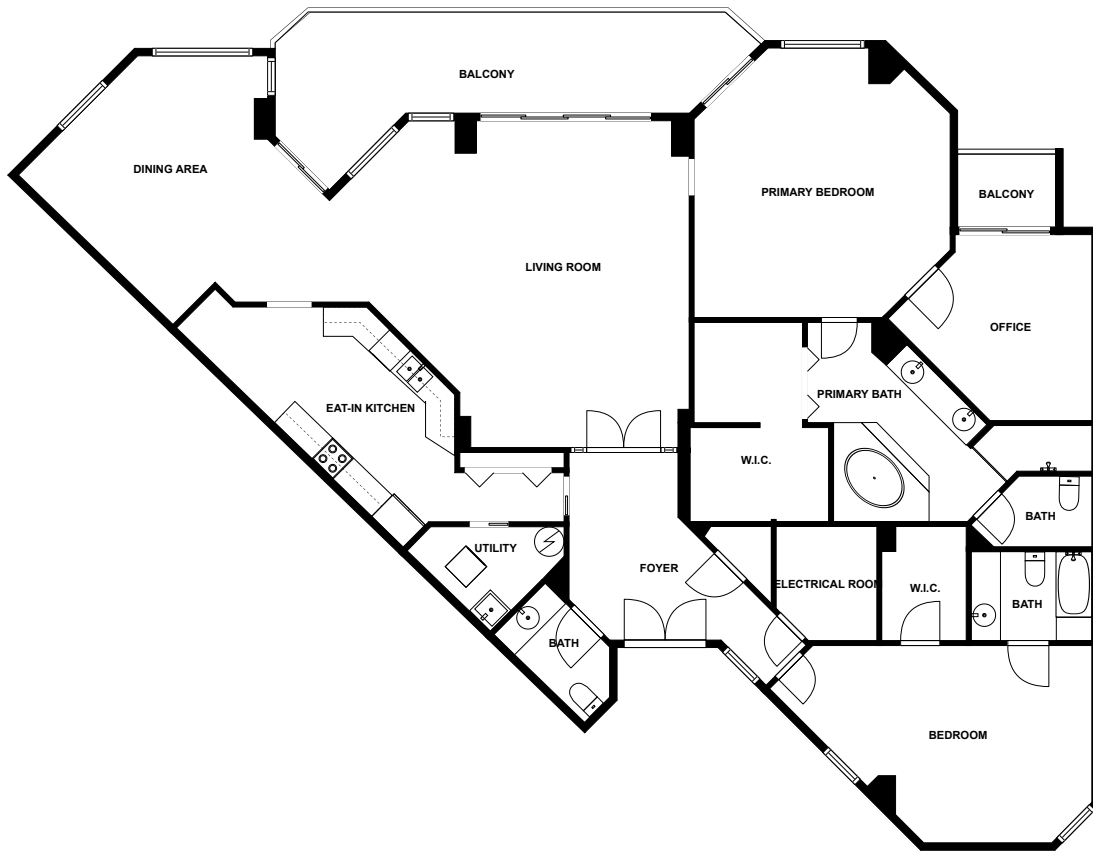 BALCONY
DINING AREA
PRIMARY BEDROOM
BALCONY
LIVING ROOM
OFFICE
EAT-IN KITCHEN
PRIMARY BATH
W.I.C.
BATH
UTILITY
FOYER
ELECTRICAL ROOM
W.I.C.
BATH
BATH
BEDROOM